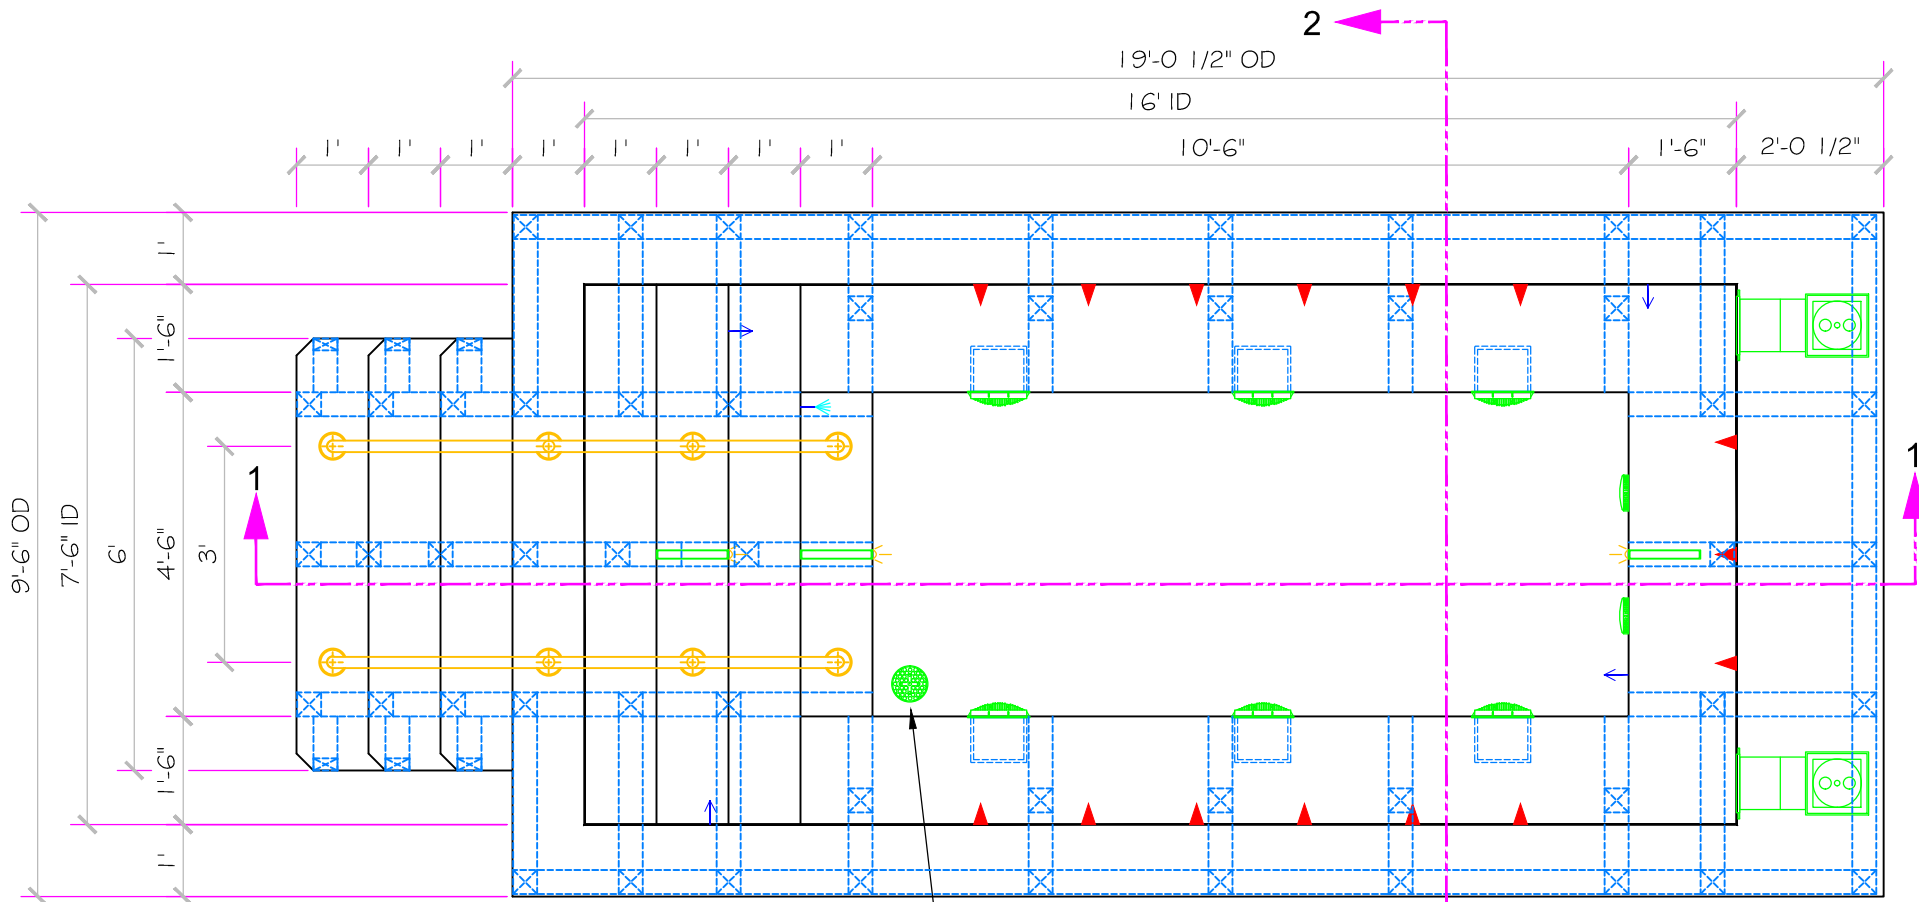 2
19'-0 1/2" OD
16' ID
1' 1' 1' 1' 1' 1' 1' 1' 10'-6" 1'-6" 2'-0 1/2"
1'
1'-6"
1 1
9'-6" OD 7'-6" ID 6' 4'-6" 3'
1'-6"
1'